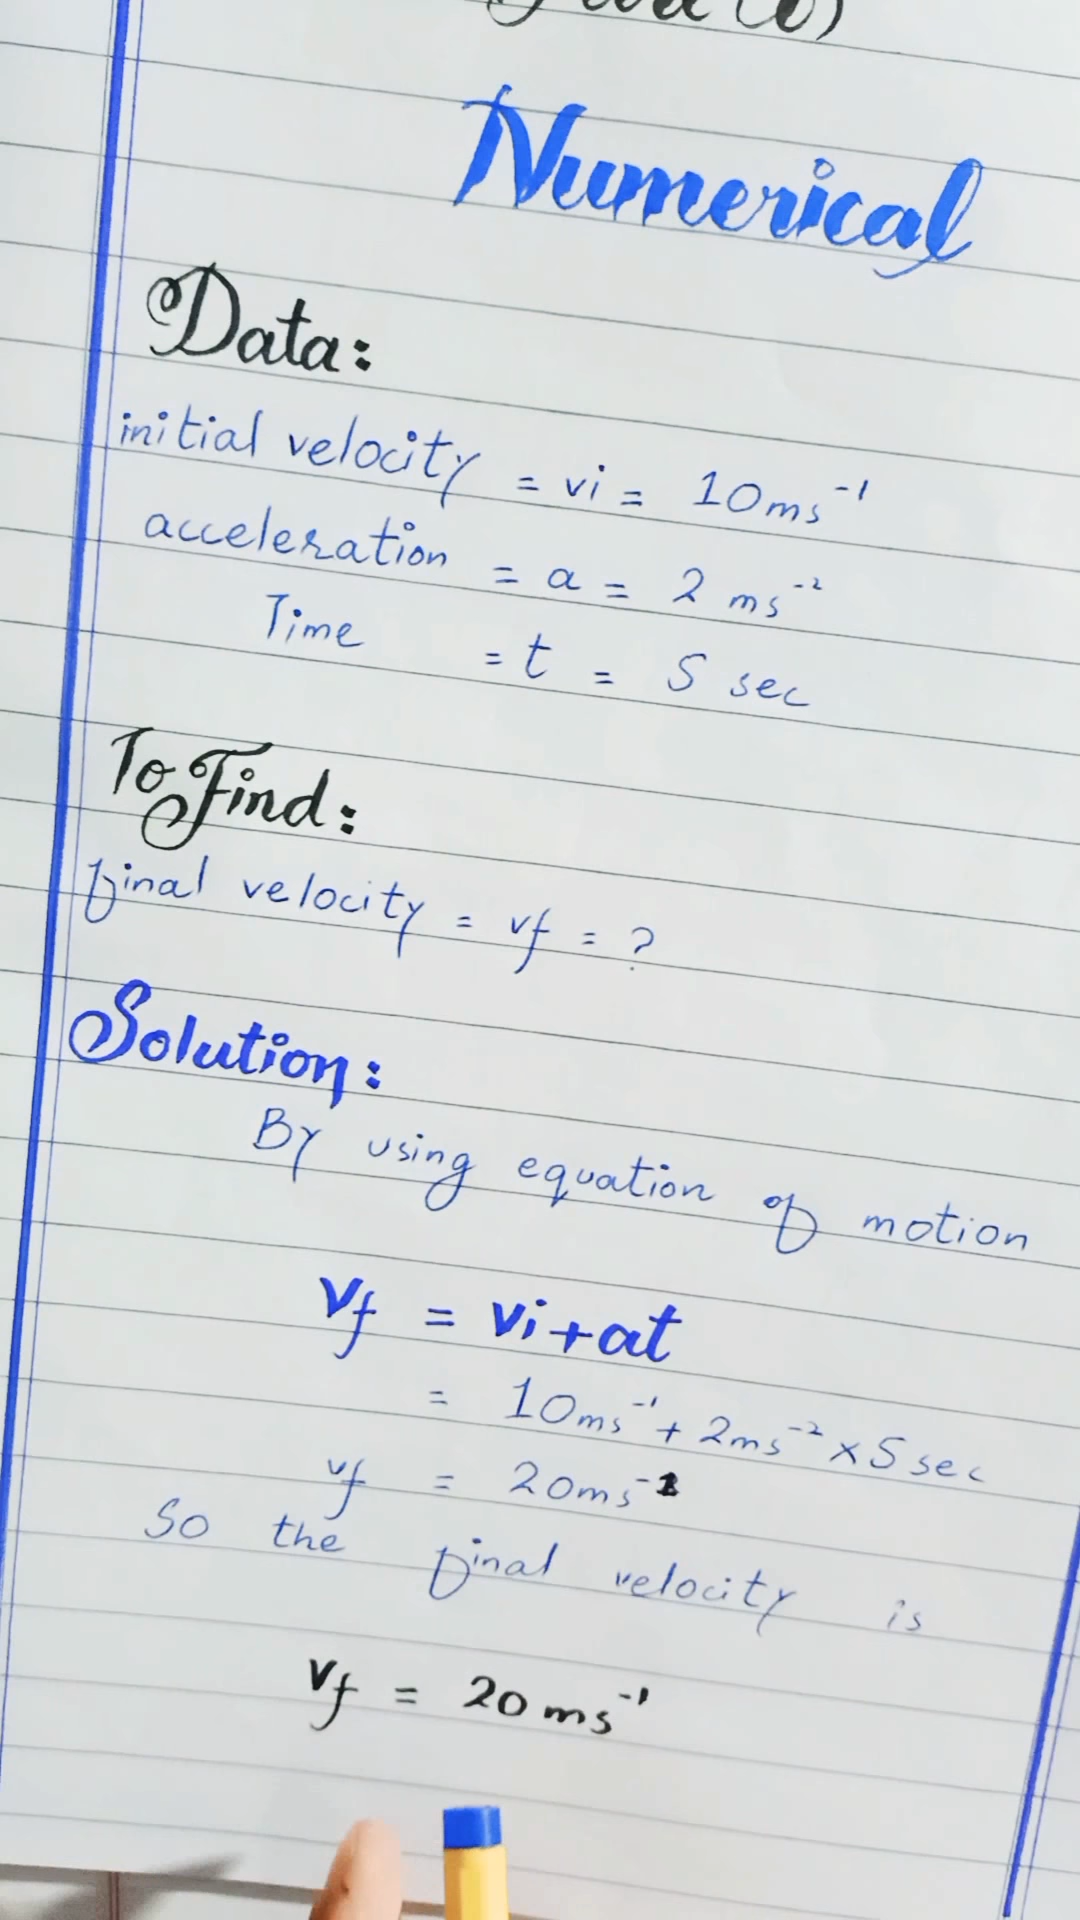 Numerical
Data:
initial velocity = vi = 10ms⁻¹
acceleration = a = 2 ms⁻²
Time = t = 5 sec
To Find:
final velocity = vf = ?
Solution:
By using equation of motion
Vf = Vi+at
= 10ms⁻¹ + 2ms⁻² × 5 sec
vf = 20ms⁻¹
So the final velocity is
Vf = 20 ms⁻¹